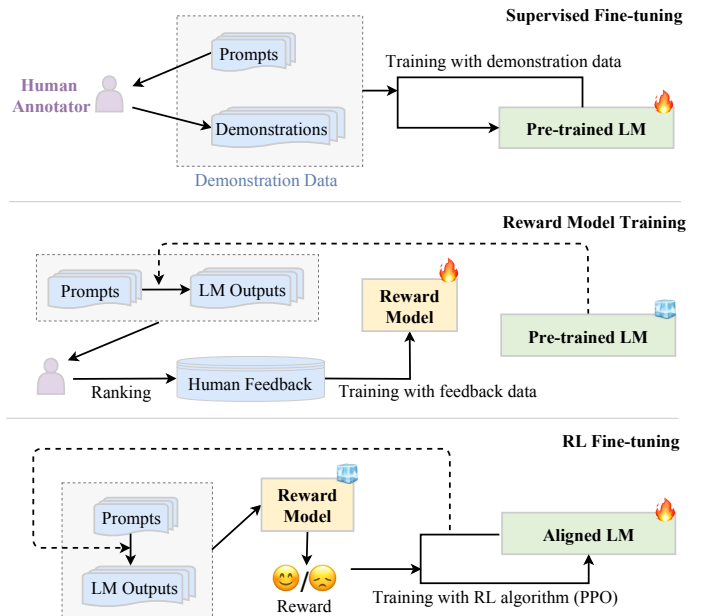 Supervised Fine-tuning
Prompts
Training with demonstration data
Human
Annotator
Demonstrations
Pre-trained LM
Demonstration Data
Reward Model Training
Prompts
LM Outputs
Reward
Model
Pre-trained LM
Ranking
Human Feedback
Training with feedback data
RL Fine-tuning
Prompts
LM Outputs
Reward
Model
Aligned LM
/
Reward
Training with RL algorithm (PPO)